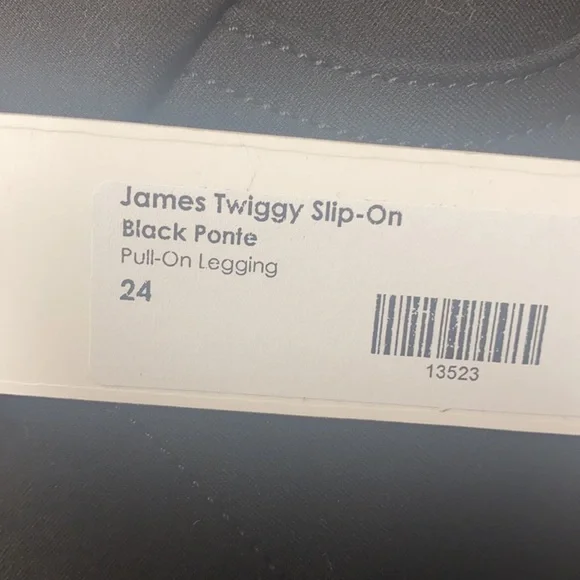 James Twiggy Slip-On
Black Ponte
Pull-On Legging
24
13523